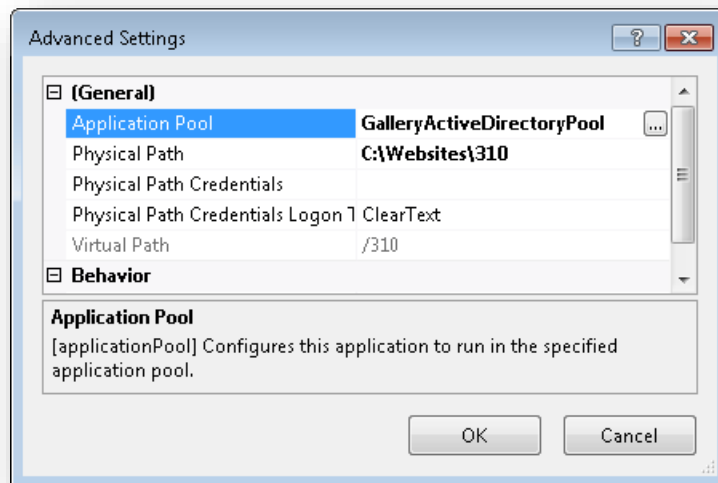 Advanced Settings
(General)
Application Pool GalleryActiveDirectoryPool ...
Physical Path C:\Websites\310
Physical Path Credentials
Physical Path Credentials Logon T ClearText
Virtual Path /310
Behavior
Application Pool
[applicationPool] Configures this application to run in the specified
application pool.
OK Cancel